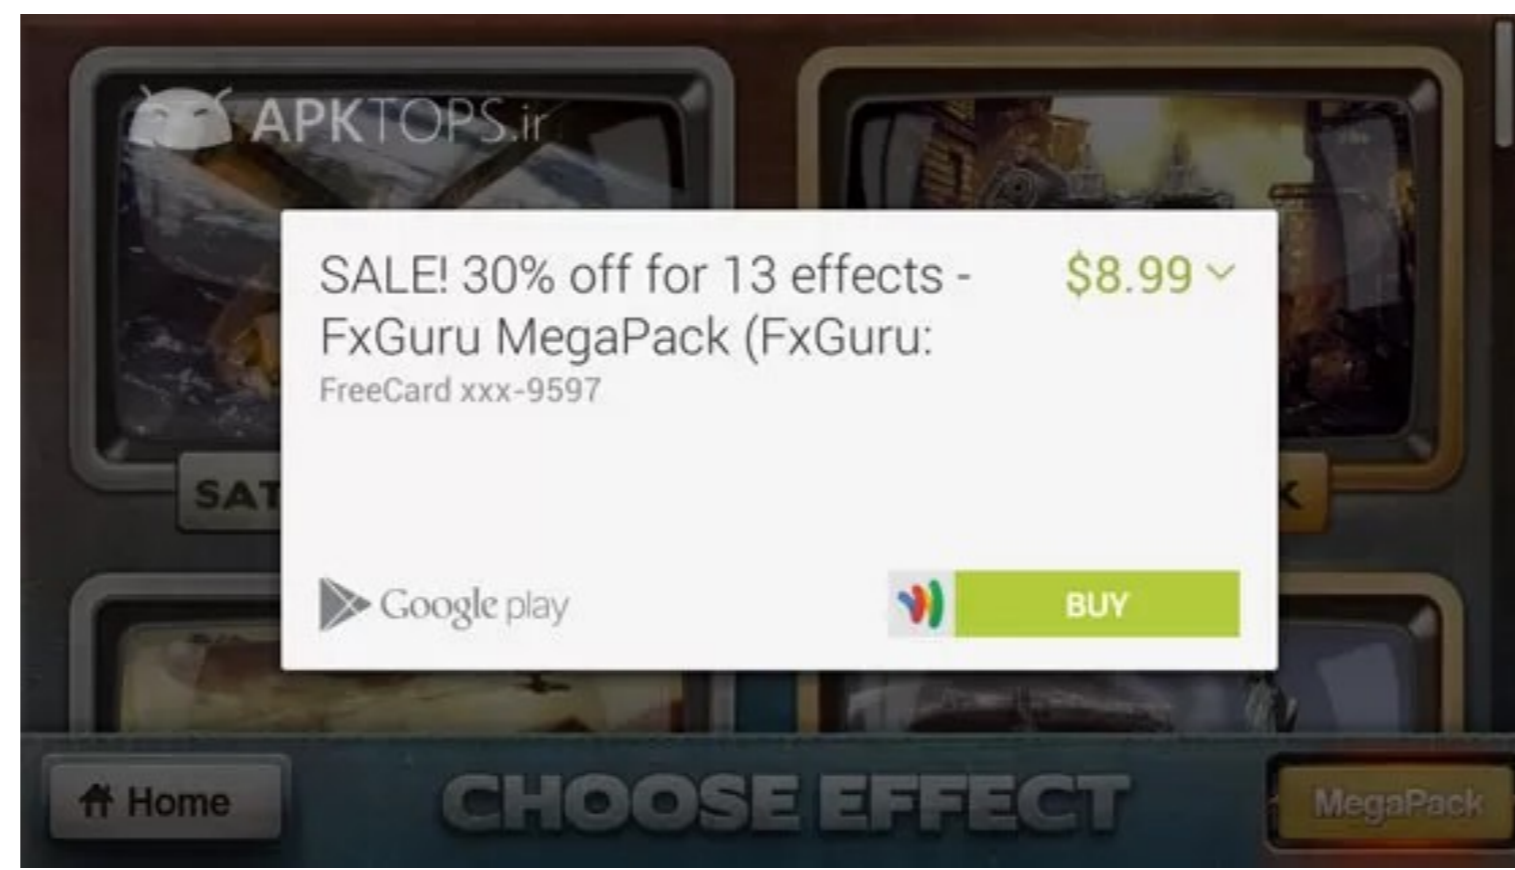 APKTOPS.ir
SALE! 30% off for 13 effects -
$8.99
FxGuru MegaPack (FxGuru:
FreeCard xxx-9597
SAT
K
Google play
BUY
Home
CHOOSE EFFECT
MegaPack